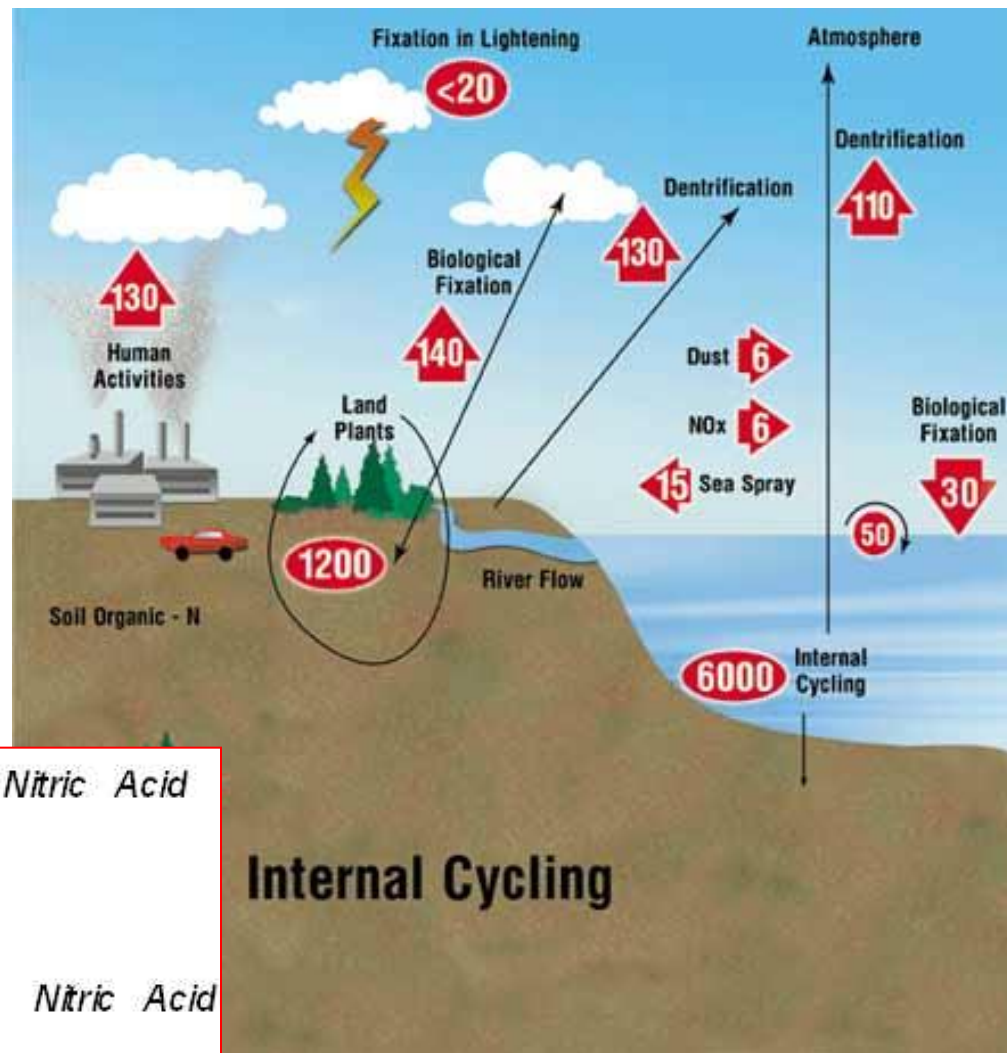 Fixation in Lightening
<20
Atmosphere
Dentrification
110
Dentrification
130
Biological
Fixation
140
130
Human
Activities
Dust 6
NOx 6
15 Sea Spray
Biological
Fixation
30
50
Land
Plants
1200
River Flow
Soil Organic - N
6000
Internal
Cycling
Nitric Acid
Internal Cycling
Nitric Acid